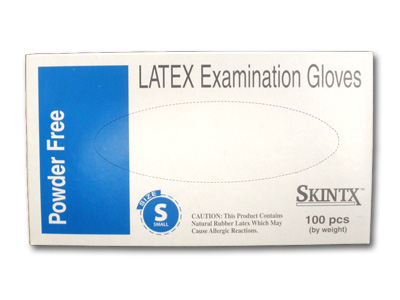 LATEX Examination Gloves
Powder Free
SIZE
S
SMALL
CAUTION: This Product Contains
Natural Rubber Latex Which May
Cause Allergic Reactions.
SKINTX™
100 pcs
(by weight)